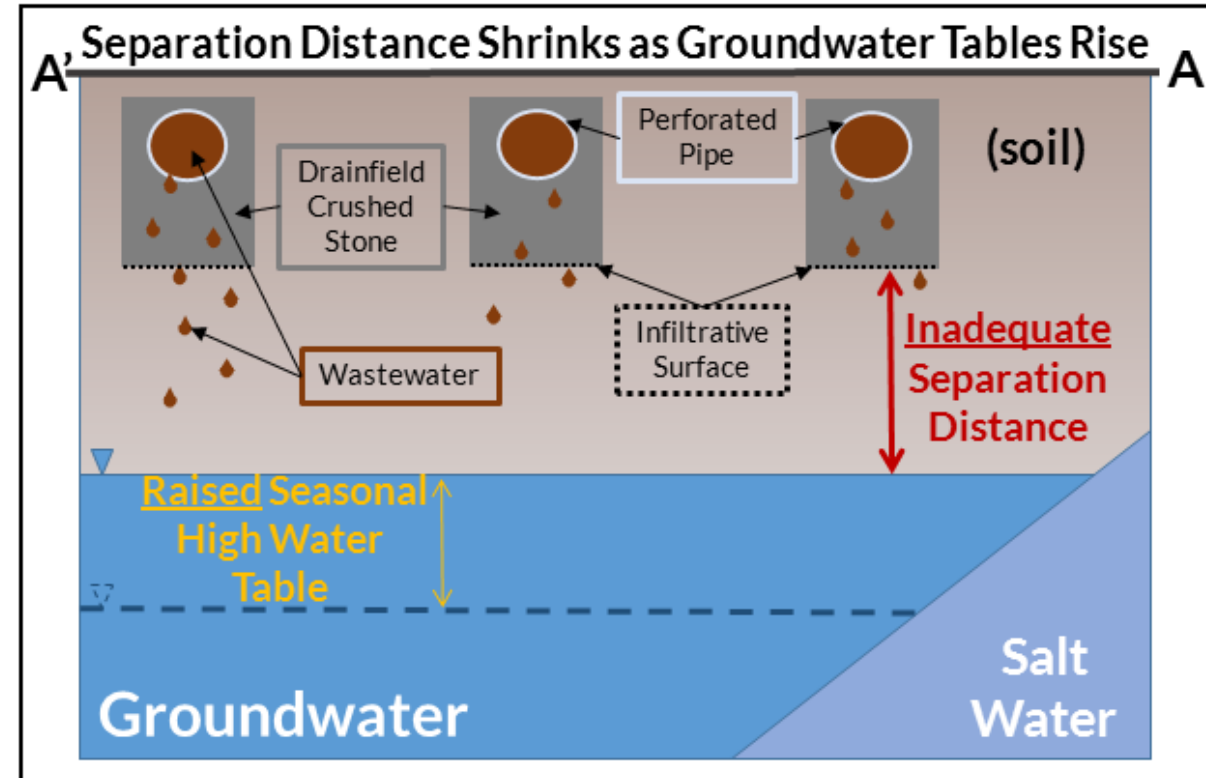 Separation Distance Shrinks as Groundwater Tables Rise
A’
A
Drainfield
Crushed
Stone
Perforated
Pipe
(soil)
Wastewater
Infiltrative
Surface
Inadequate
Separation
Distance
Raised Seasonal
High Water
Table
Groundwater
Salt
Water